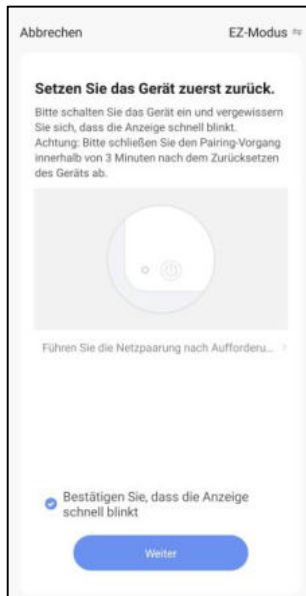 Abbrechen
EZ-Modus
Setzen Sie das Gerät zuerst zurück.
Bitte schalten Sie das Gerät ein und vergewissern
Sie sich, dass die Anzeige schnell blinkt.
Achtung: Bitte schließen Sie den Pairing-Vorgang
innerhalb von 3 Minuten nach dem Zurücksetzen
des Geräts ab.
Führen Sie die Netzpaarung nach Aufforderu...
Bestätigen Sie, dass die Anzeige
schnell blinkt
Weiter